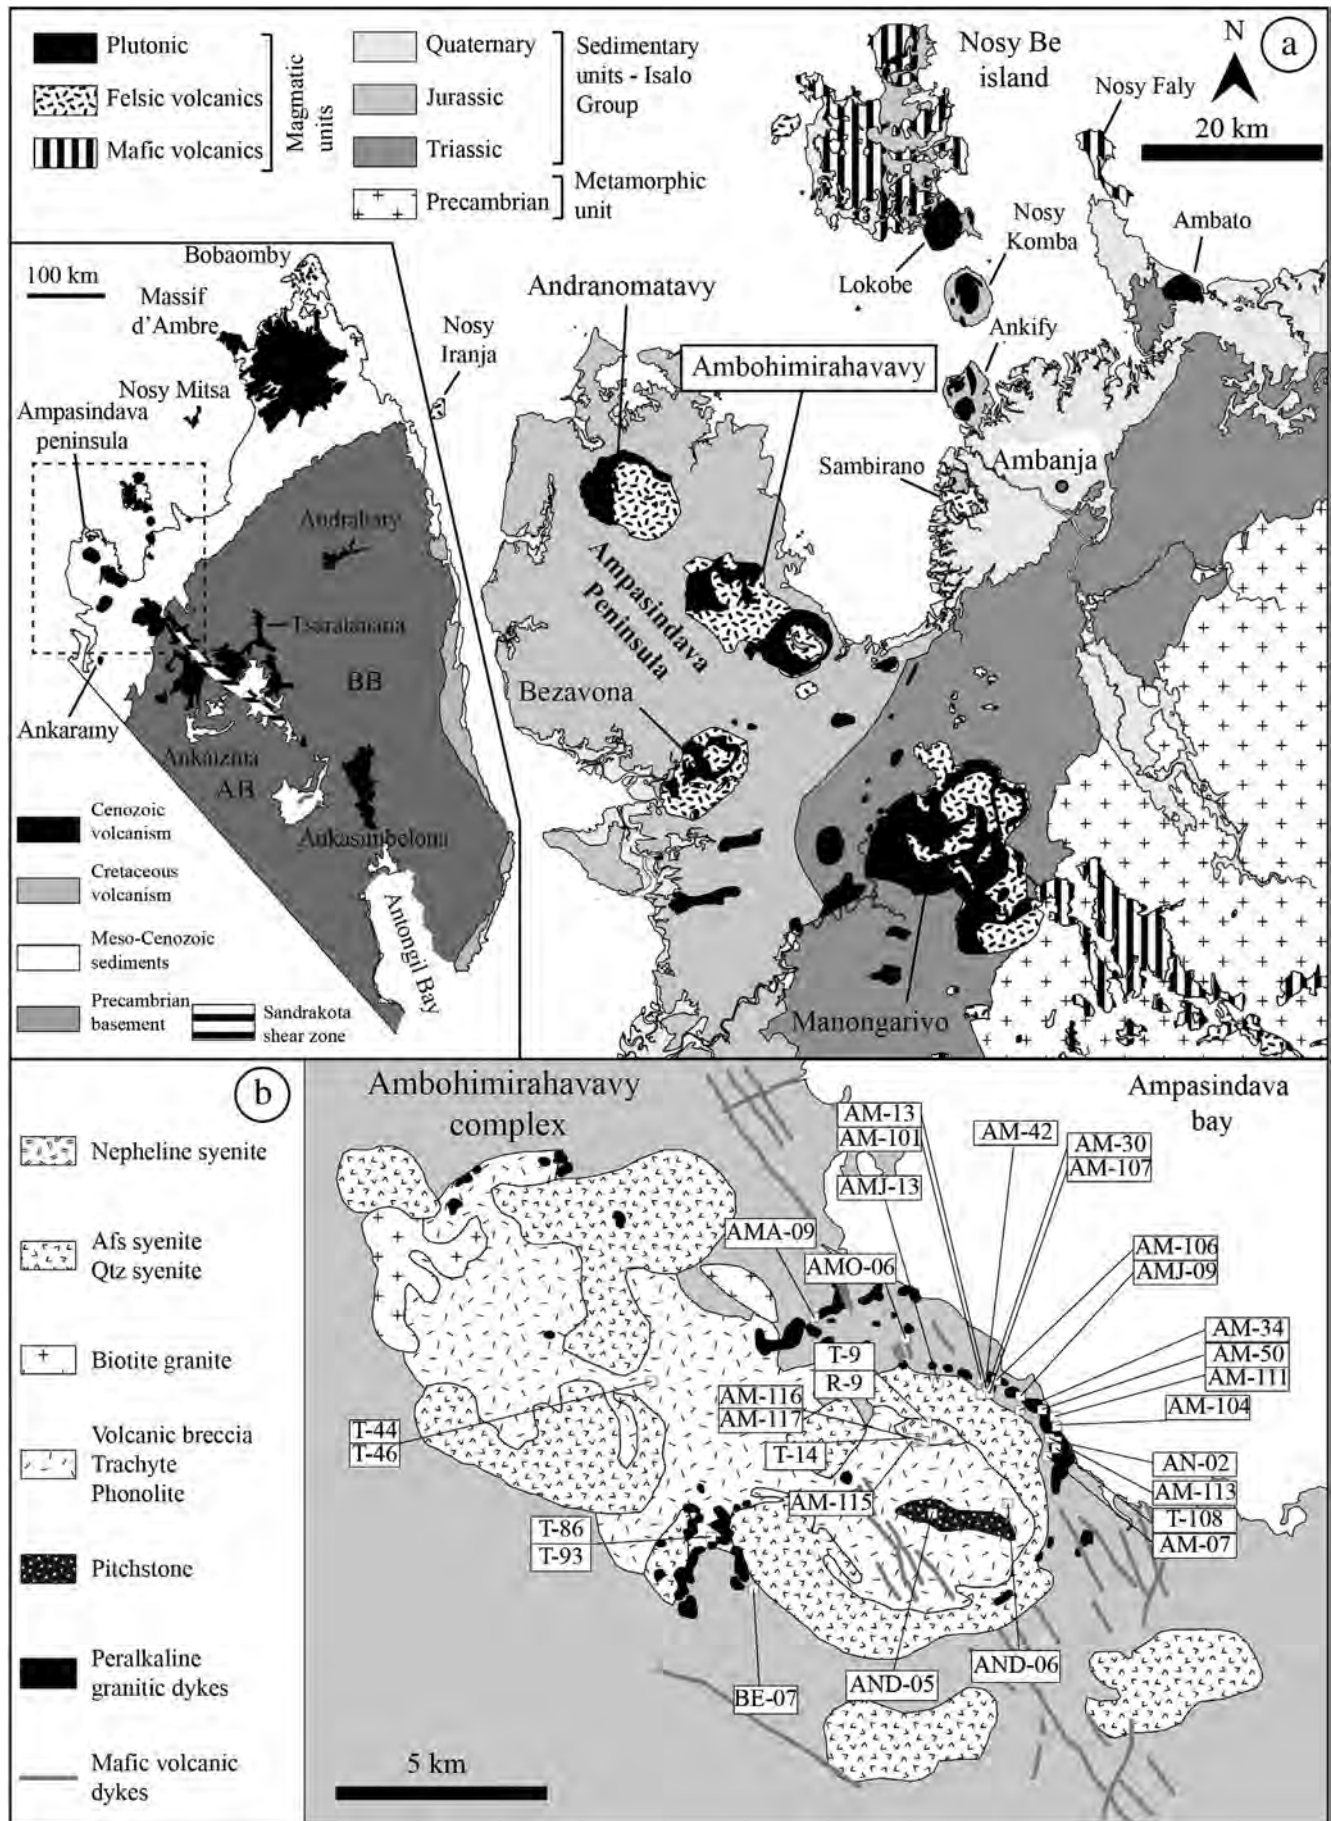 Plutonic
Felsic volcanics
Mafic volcanics
Magmatic
units
Quaternary
Jurassic
Triassic
Precambrian
Sedimentary
units - Isalo
Group
Metamorphic
unit
Nosy Be
island
Nosy Faly
N
a
20 km
Nosy
Komba
Ambato
Lokobe
Ankify
Andranomatavy
Ambohimirahavavy
Sambirano
Ambanja
Ampasindava
Peninsula
Bezavona
Manongarivo
100 km
Bobaomby
Massif
d'Ambre
Nosy
Iranja
Nosy Mitsa
Ampasindava
peninsula
Andrahary
Tsaratanana
BB
Ankaramy
Ankaizina
AB
Ankasimbelona
Antongil Bay
Cenozoic
volcanism
Cretaceous
volcanism
Meso-Cenozoic
sediments
Precambrian
basement
Sandrakota
shear zone
b
Nepheline syenite
Afs syenite
Qtz syenite
Biotite granite
Volcanic breccia
Trachyte
Phonolite
Pitchstone
Peralkaline
granitic dykes
Mafic volcanic
dykes
Ambohimirahavavy
complex
Ampasindava
bay
AM-13
AM-101
AMJ-13
AM-42
AM-30
AM-107
AMA-09
AMO-06
AM-106
AMJ-09
T-9
R-9
AM-34
AM-50
AM-111
AM-104
AM-116
AM-117
T-44
T-46
T-14
AN-02
AM-113
T-108
AM-07
AM-115
T-86
T-93
BE-07
AND-05
AND-06
5 km